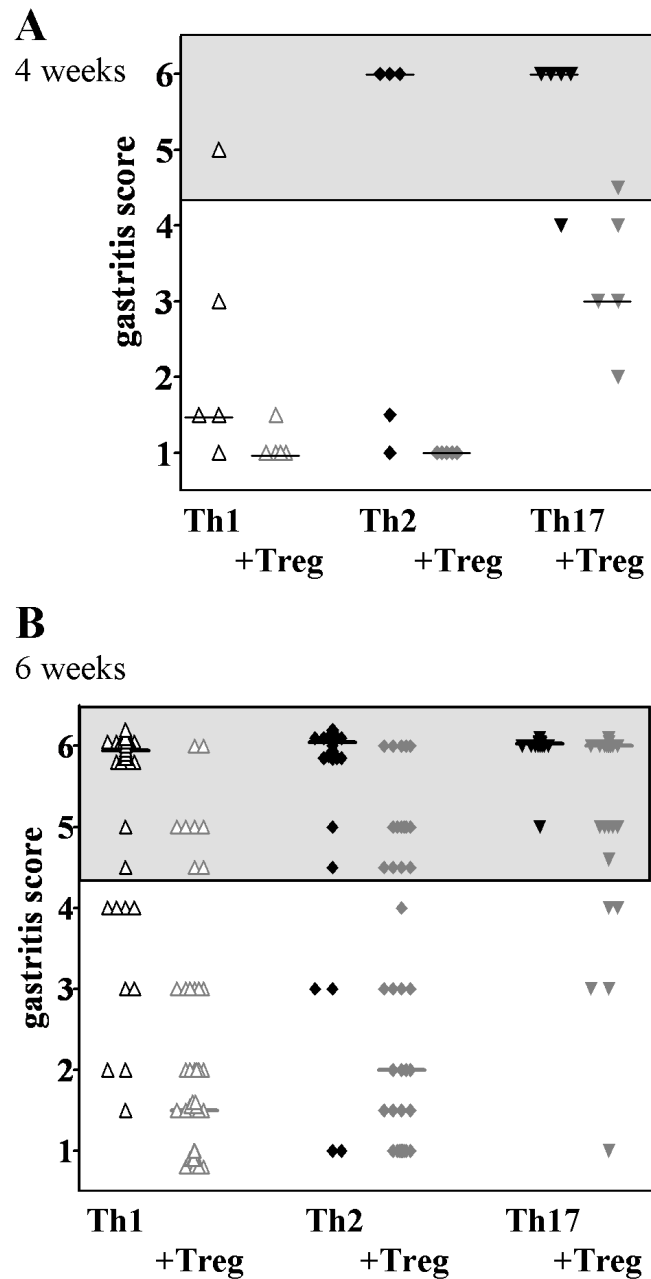 A
4 weeks
6
5
4
3
2
1
gastritis score
Th1 Th2 Th17
+Treg +Treg +Treg
B
6 weeks
6
5
4
3
2
1
gastritis score
Th1 Th2 Th17
+Treg +Treg +Treg